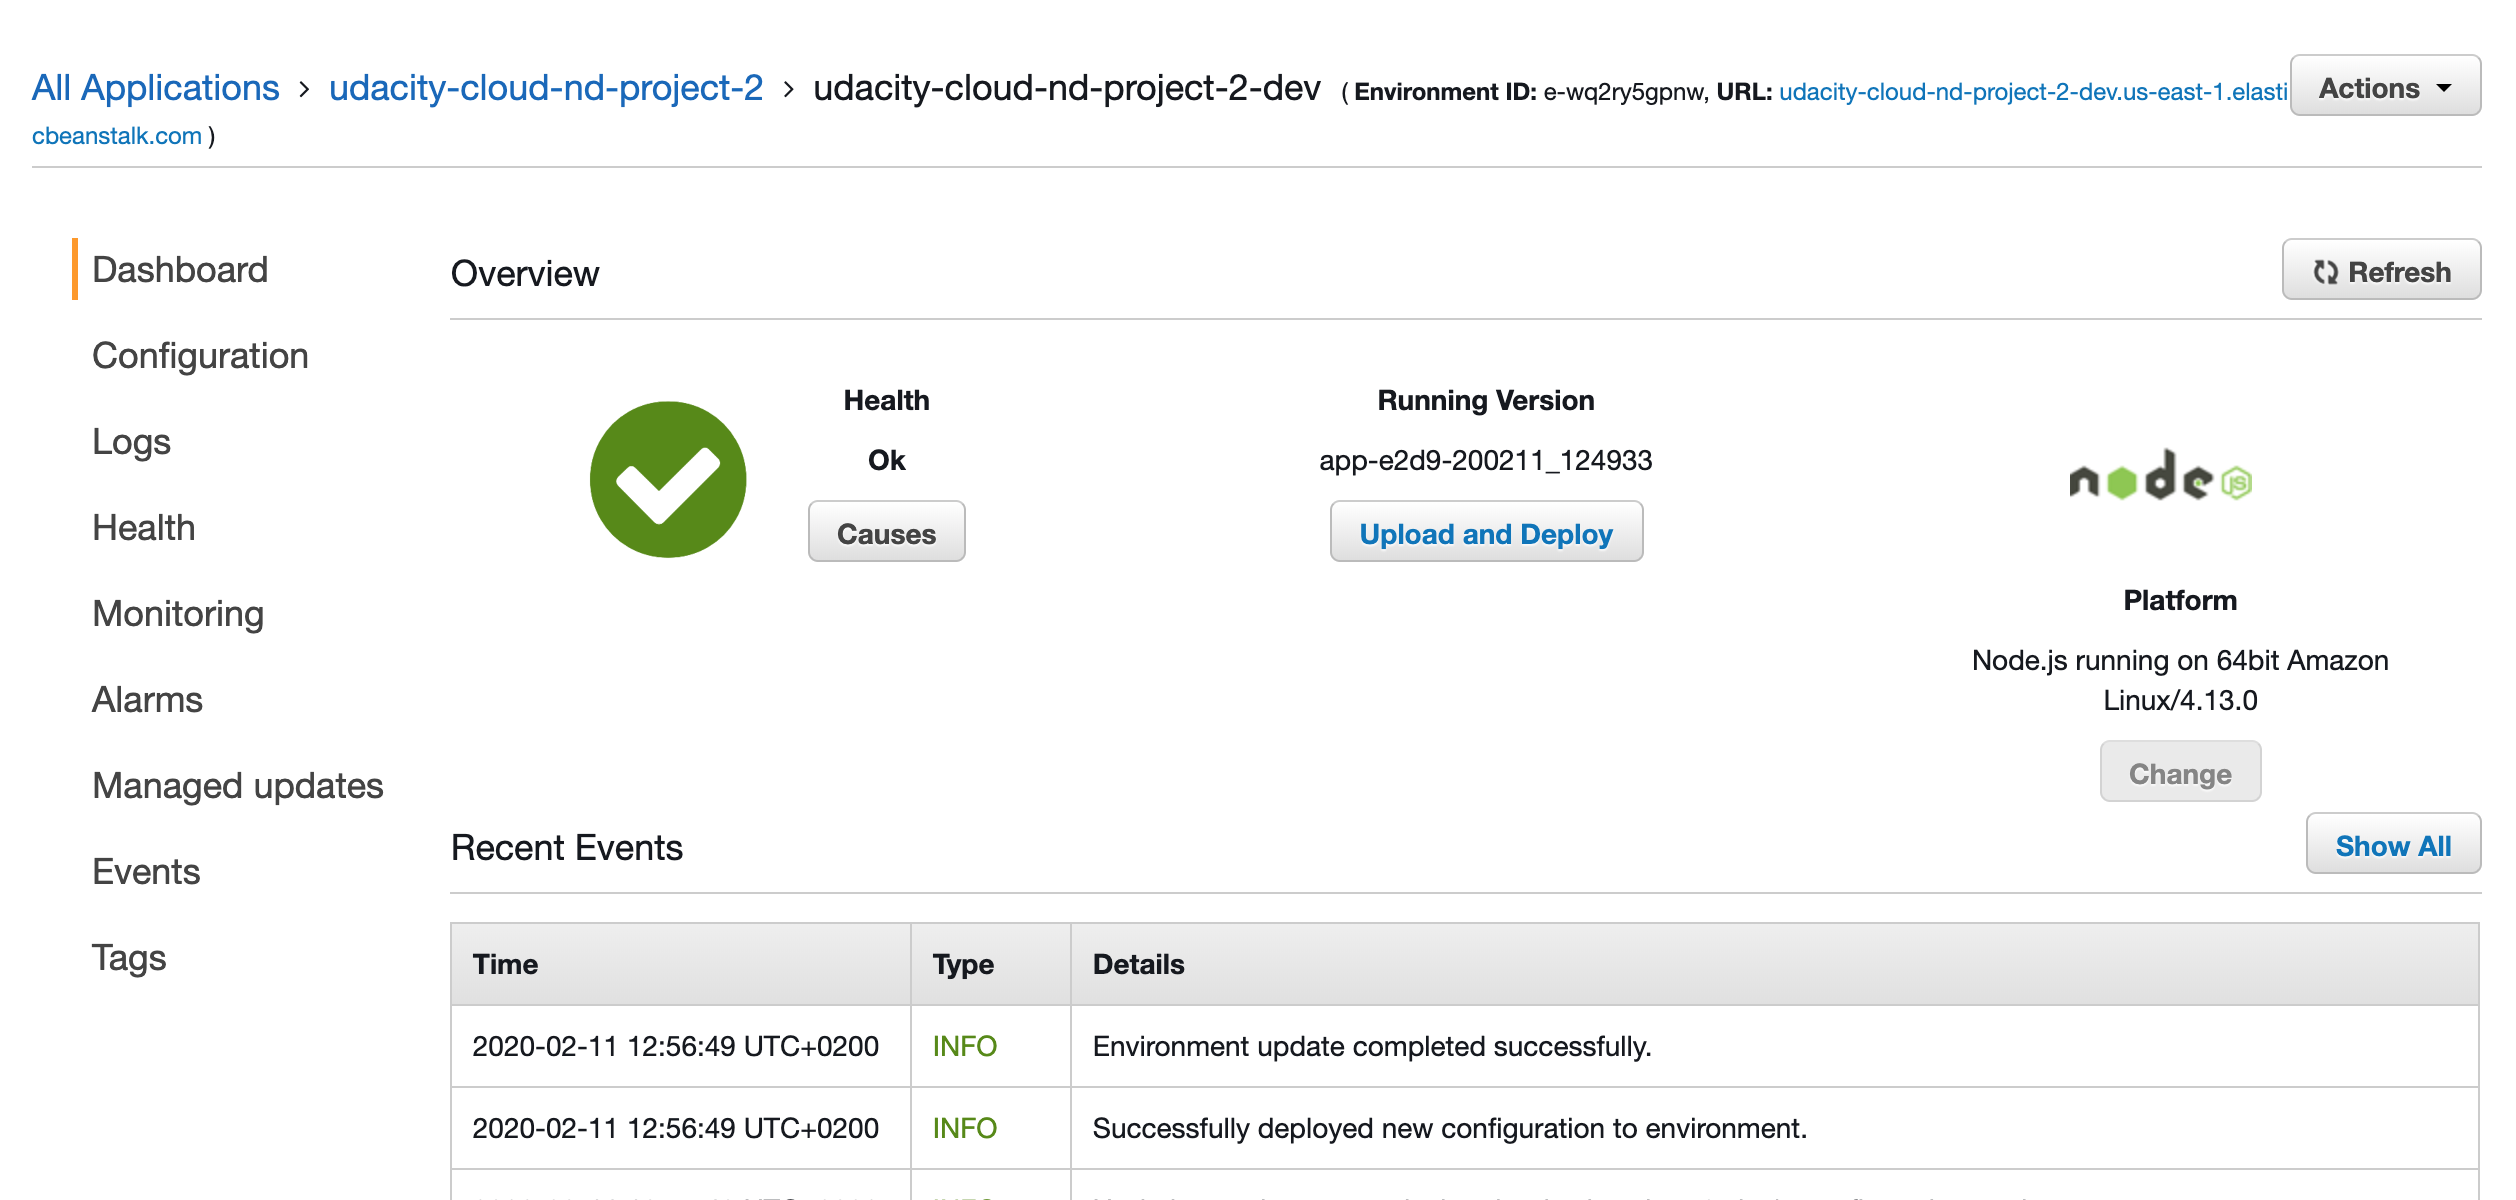 All Applications › udacity-cloud-nd-project-2 › udacity-cloud-nd-project-2-dev ( Environment ID: e-wq2ry5gpnw, URL: udacity-cloud-nd-project-2-dev.us-east-1.elasti
cbeanstalk.com )
Actions
Dashboard
Configuration
Logs
Health
Monitoring
Alarms
Managed updates
Events
Tags
Overview
Refresh
Health
Ok
Causes
Running Version
app-e2d9-200211_124933
Upload and Deploy
node JS
Platform
Node.js running on 64bit Amazon
Linux/4.13.0
Change
Recent Events
Show All
Time Type Details
2020-02-11 12:56:49 UTC+0200 INFO Environment update completed successfully.
2020-02-11 12:56:49 UTC+0200 INFO Successfully deployed new configuration to environment.